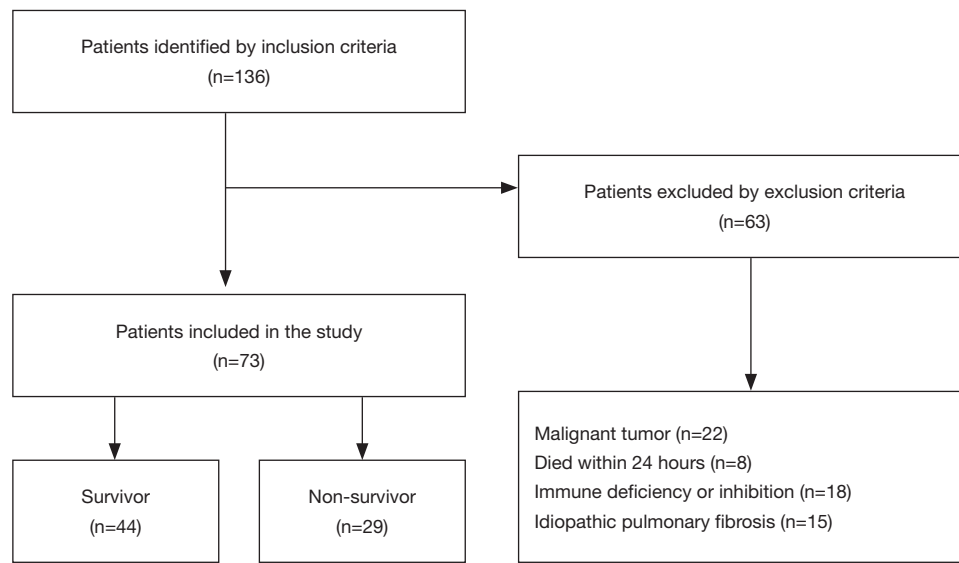 Patients identified by inclusion criteria
(n=136)
Patients excluded by exclusion criteria
(n=63)
Patients included in the study
(n=73)
Malignant tumor (n=22)
Died within 24 hours (n=8)
Immune deficiency or inhibition (n=18)
Idiopathic pulmonary fibrosis (n=15)
Survivor
(n=44)
Non-survivor
(n=29)